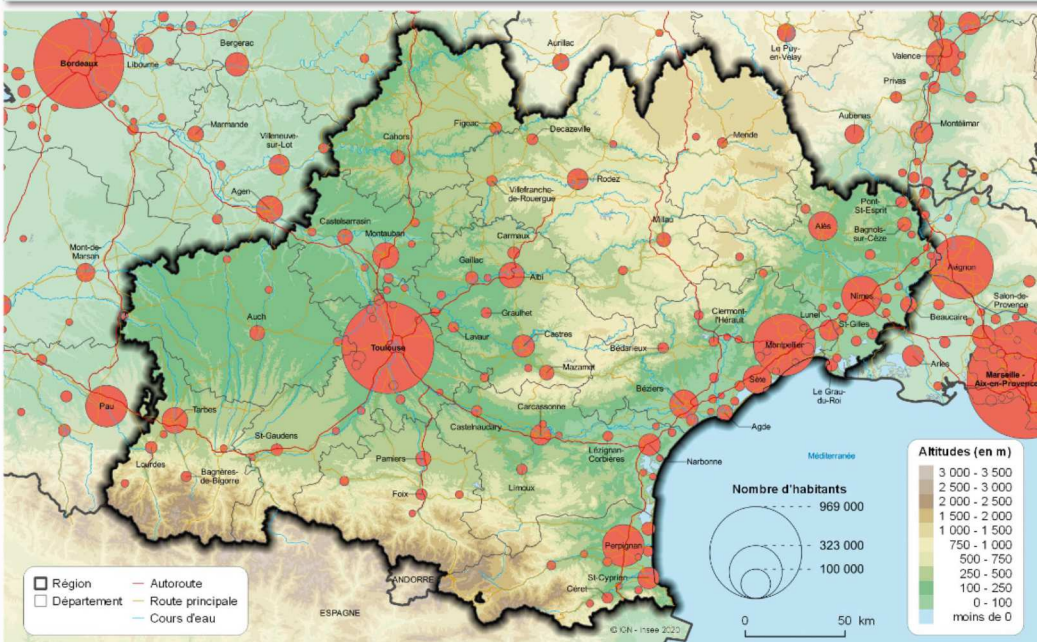 Bordeaux
Libourne
Bergerac
Aurillac
Le Puy-
en-Velay
Valence
Privas
Marmande
Villeneuve-
sur-Lot
Figeac
Decazeville
Aubenas
Montélimar
Cahors
Mende
Agen
Rodez
Villefranche-
de-Rouergue
Pont-
St-Esprit
Castelsarrasin
Millau
Alès
Bagnols-
sur-Cèze
Mont-de-
Marsan
Montauban
Carmaux
Gaillac
Albi
Avignon
Nîmes
Salon-de-
Provence
Auch
Graulhet
Clermont-
l'Hérault
Lunel
St-Gilles
Beaucaire
Toulouse
Lavaur
Castres
Bédarieux
Montpellier
Arles
Mazamet
Marseille -
Aix-en-Provence
Pau
Tarbes
Béziers
Sète
Le Grau-
du-Roi
Carcassonne
Castelnaudary
Agde
St-Gaudens
Lourdes
Bagnères-
de-Bigorre
Pamiers
Lézignan-
Corbières
Narbonne
Limoux
Foix
Méditerranée
Perpignan
St-Cyprien
Céret
ANDORRE
ESPAGNE
Région
Département
Autoroute
Route principale
Cours d'eau
© IGN - Insee 2020
Nombre d'habitants
969 000
323 000
100 000
0 50 km
Altitudes (en m)
3 000 - 3 500
2 500 - 3 000
2 000 - 2 500
1 500 - 2 000
1 000 - 1 500
750 - 1 000
500 - 750
250 - 500
100 - 250
0 - 100
moins de 0